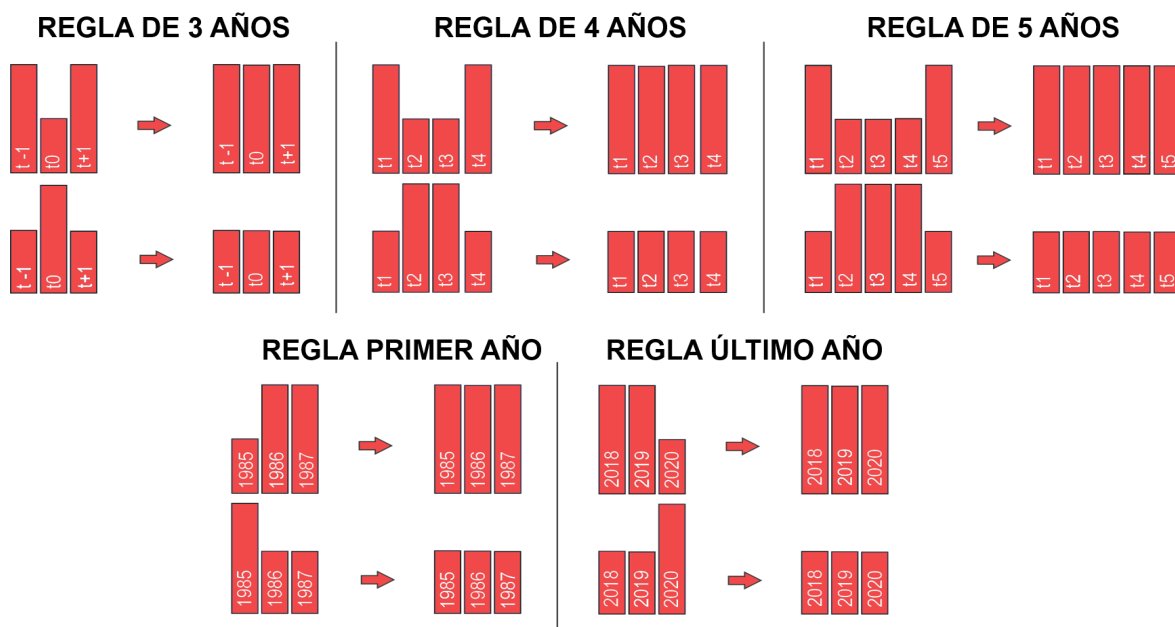 REGLA DE 3 AÑOS
REGLA DE 4 AÑOS
REGLA DE 5 AÑOS
t -1 t0 t+1
t -1 t0 t+1
t1 t2 t3 t4
t1 t2 t3 t4
t1 t2 t3 t4 t5
t1 t2 t3 t4 t5
t -1 t0 t+1
t -1 t0 t+1
t1 t2 t3 t4
t1 t2 t3 t4
t1 t2 t3 t4 t5
t1 t2 t3 t4 t5
REGLA PRIMER AÑO
REGLA ÚLTIMO AÑO
1985 1986 1987
1985 1986 1987
2018 2019 2020
2018 2019 2020
1985 1986 1987
1985 1986 1987
2018 2019 2020
2018 2019 2020